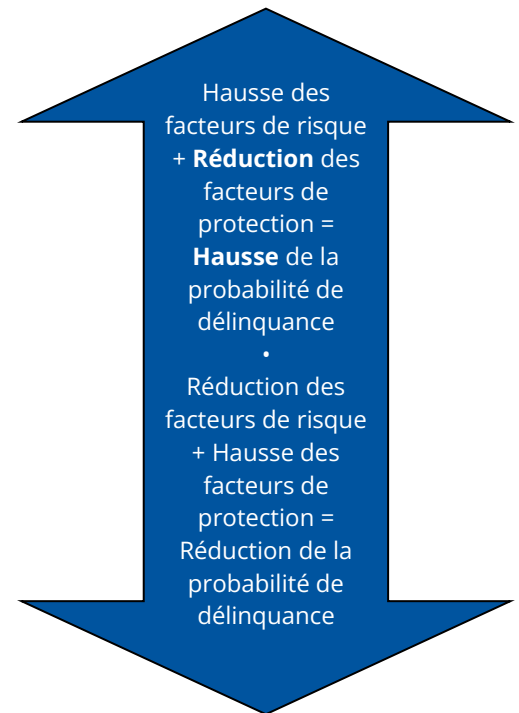 Hausse des
facteurs de risque
+ Réduction des
facteurs de
protection =
Hausse de la
probabilité de
délinquance
•
Réduction des
facteurs de risque
+ Hausse des
facteurs de
protection =
Réduction de la
probabilité de
délinquance